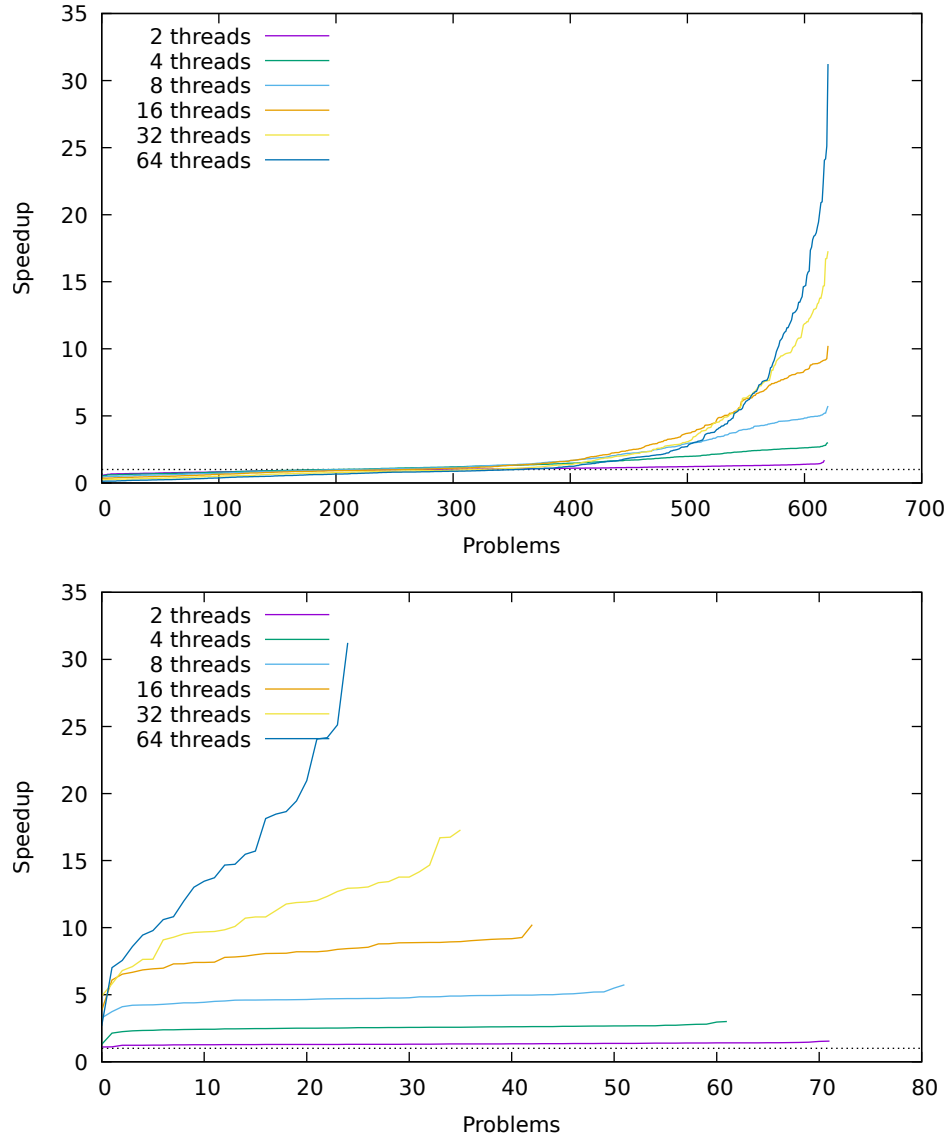 35
30
25
20
15
10
5
0
Speedup
2 threads
4 threads
8 threads
16 threads
32 threads
64 threads
0 100 200 300 400 500 600 700
Problems
35
30
25
20
15
10
5
0
Speedup
2 threads
4 threads
8 threads
16 threads
32 threads
64 threads
0 10 20 30 40 50 60 70 80
Problems